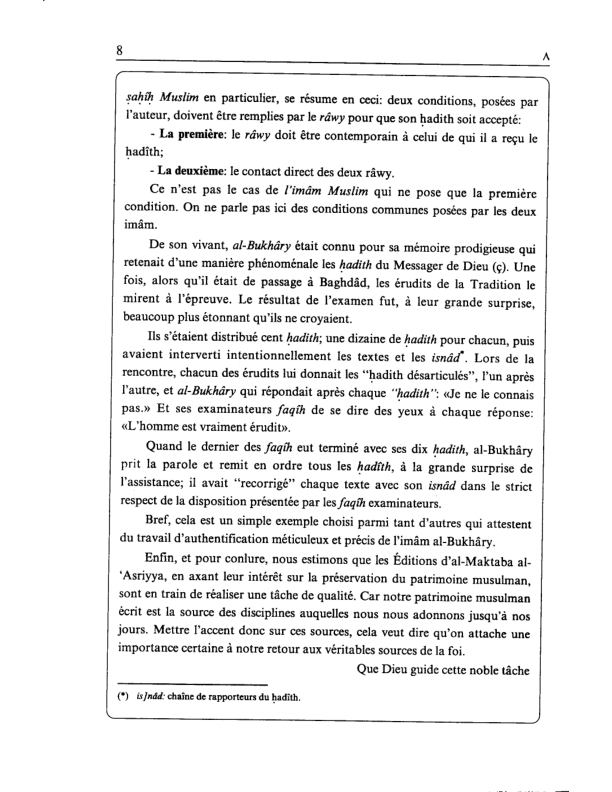 8
٨
ṣaḥîḥ Muslim en particulier, se résume en ceci: deux conditions, posées par
l'auteur, doivent être remplies par le râwy pour que son ḥadith soit accepté:
- La première: le râwy doit être contemporain à celui de qui il a reçu le
ḥadîth;
- La deuxième: le contact direct des deux râwy.
Ce n'est pas le cas de l'imâm Muslim qui ne pose que la première
condition. On ne parle pas ici des conditions communes posées par les deux
imâm.
De son vivant, al-Bukhâry était connu pour sa mémoire prodigieuse qui
retenait d'une manière phénoménale les ḥadith du Messager de Dieu (ç). Une
fois, alors qu'il était de passage à Baghdâd, les érudits de la Tradition le
mirent à l'épreuve. Le résultat de l'examen fut, à leur grande surprise,
beaucoup plus étonnant qu'ils ne croyaient.
Ils s'étaient distribué cent ḥadith; une dizaine de ḥadith pour chacun, puis
avaient interverti intentionnellement les textes et les isnâd*. Lors de la
rencontre, chacun des érudits lui donnait les "ḥadith désarticulés", l'un après
l'autre, et al-Bukhâry qui répondait après chaque "ḥadith": «Je ne le connais
pas.» Et ses examinateurs faqîh de se dire des yeux à chaque réponse:
«L'homme est vraiment érudit».
Quand le dernier des faqîh eut terminé avec ses dix ḥadith, al-Bukhâry
prit la parole et remit en ordre tous les ḥadîth, à la grande surprise de
l'assistance; il avait "recorrigé" chaque texte avec son isnâd dans le strict
respect de la disposition présentée par les faqîh examinateurs.
Bref, cela est un simple exemple choisi parmi tant d'autres qui attestent
du travail d'authentification méticuleux et précis de l'imâm al-Bukhâry.
Enfin, et pour conlure, nous estimons que les Éditions d'al-Maktaba al-
'Asriyya, en axant leur intérêt sur la préservation du patrimoine musulman,
sont en train de réaliser une tâche de qualité. Car notre patrimoine musulman
écrit est la source des disciplines auquelles nous nous adonnons jusqu'à nos
jours. Mettre l'accent donc sur ces sources, cela veut dire qu'on attache une
importance certaine à notre retour aux véritables sources de la foi.
Que Dieu guide cette noble tâche
(*) is]nâd: chaîne de rapporteurs du ḥadîth.